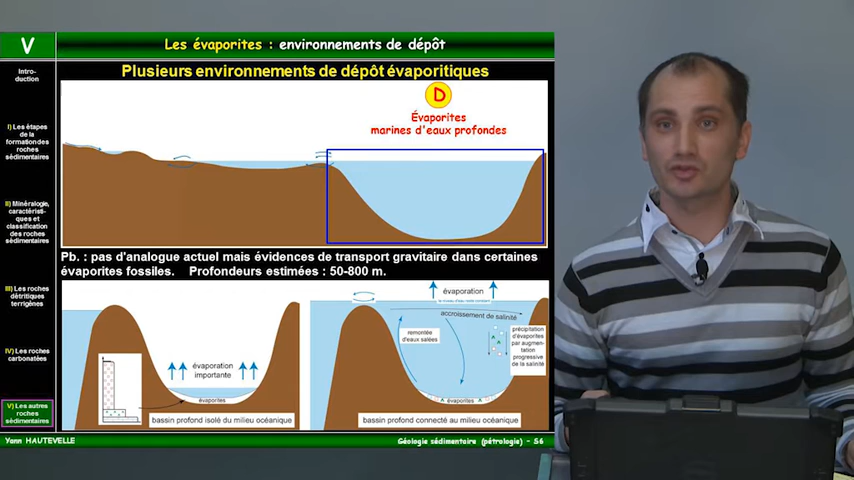 V
Les évaporites : environnements de dépôt
Intro-
duction
I) Les étapes
de la
formation des
roches
sédimentaires
II) Minéralogie,
caractéristi-
ques et
classification
des roches
sédimentaires
III) Les roches
détritiques
terrigènes
IV) Les roches
carbonatées
V) Les autres
roches
sédimentaires
Plusieurs environnements de dépôt évaporitiques
D
Évaporites
marines d'eaux profondes
Pb. : pas d'analogue actuel mais évidences de transport gravitaire dans certaines
évaporites fossiles. Profondeurs estimées : 50-800 m.
évaporation
importante
évaporites
bassin profond isolé du milieu océanique
évaporation
accroissement de salinité
remontée
d'eaux salées
précipitation
d'évaporites
par augmen-
tation
progressive
de la salinité
évaporites
bassin profond connecté au milieu océanique
Yann HAUTEVELLE
Géologie sédimentaire (pétrologie) - 56